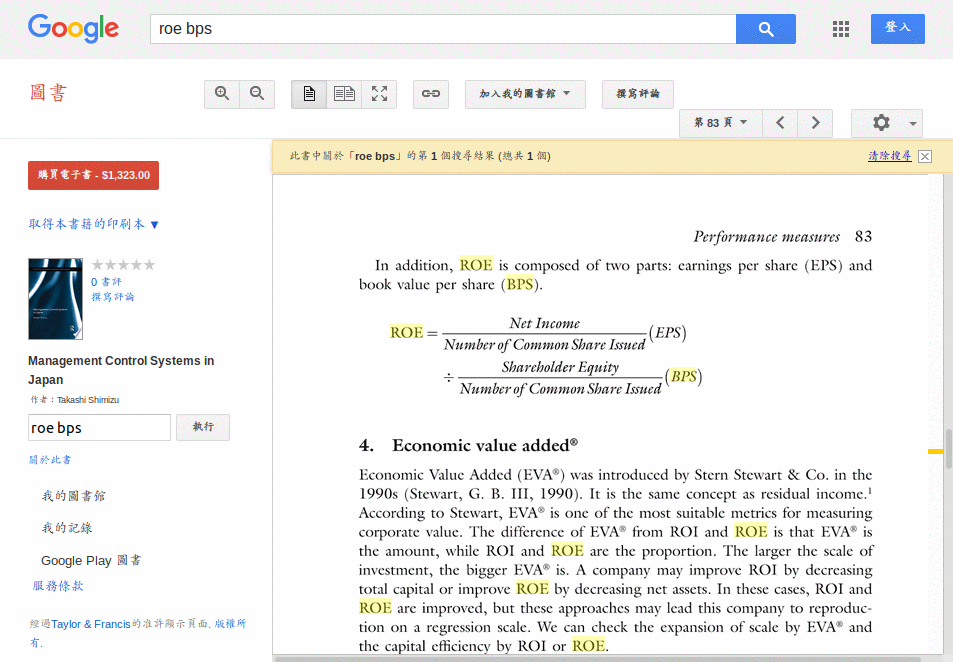 Google
roe bps
登入
圖書
加入我的圖書館
撰寫評論
第 83 頁
購買電子書 - $1,323.00
此書中關於「roe bps」的第 1 個搜尋結果 (總共 1 個)
清除搜尋
取得本書籍的印刷本 ▼
0 書評
撰寫評論
Management Control Systems in
Japan
作者：Takashi Shimizu
roe bps
執行
關於此書
我的圖書館
我的記錄
Google Play 圖書
服務條款
經過Taylor & Francis的准許顯示頁面. 版權所
有.
Performance measures 83
In addition, ROE is composed of two parts: earnings per share (EPS) and
book value per share (BPS).
ROE = Net Income / Number of Common Share Issued (EPS)
÷ Shareholder Equity / Number of Common Share Issued (BPS)
4. Economic value added®
Economic Value Added (EVA®) was introduced by Stern Stewart & Co. in the
1990s (Stewart, G. B. III, 1990). It is the same concept as residual income.¹
According to Stewart, EVA® is one of the most suitable metrics for measuring
corporate value. The difference of EVA® from ROI and ROE is that EVA® is
the amount, while ROI and ROE are the proportion. The larger the scale of
investment, the bigger EVA® is. A company may improve ROI by decreasing
total capital or improve ROE by decreasing net assets. In these cases, ROI and
ROE are improved, but these approaches may lead this company to reproduc-
tion on a regression scale. We can check the expansion of scale by EVA® and
the capital efficiency by ROI or ROE.